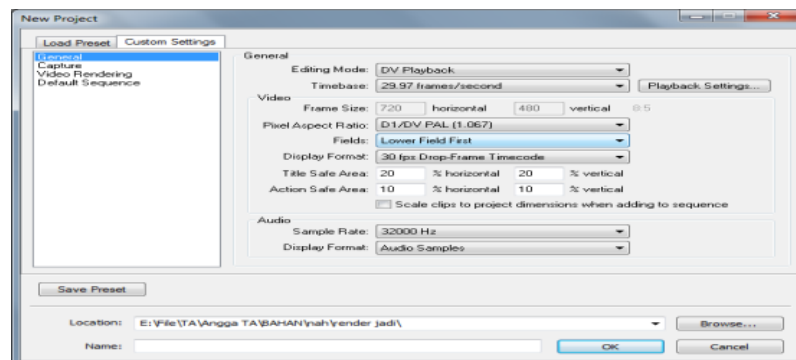 New Project
Load Preset Custom Settings
General
Capture
Video Rendering
Default Sequence
General
Editing Mode: DV Playback
Timebase: 29.97 frames/second Playback Settings...
Video
Frame Size: 720 horizontal 480 vertical 8:5
Pixel Aspect Ratio: D1/DV PAL (1.067)
Fields: Lower Field First
Display Format: 30 fps Drop-Frame Timecode
Title Safe Area: 20 % horizontal 20 % vertical
Action Safe Area: 10 % horizontal 10 % vertical
Scale clips to project dimensions when adding to sequence
Audio
Sample Rate: 32000 Hz
Display Format: Audio Samples
Save Preset
Location: E:\File\TA\Angga TA\BAHAN\nah\render jadi\ Browse...
Name: OK Cancel